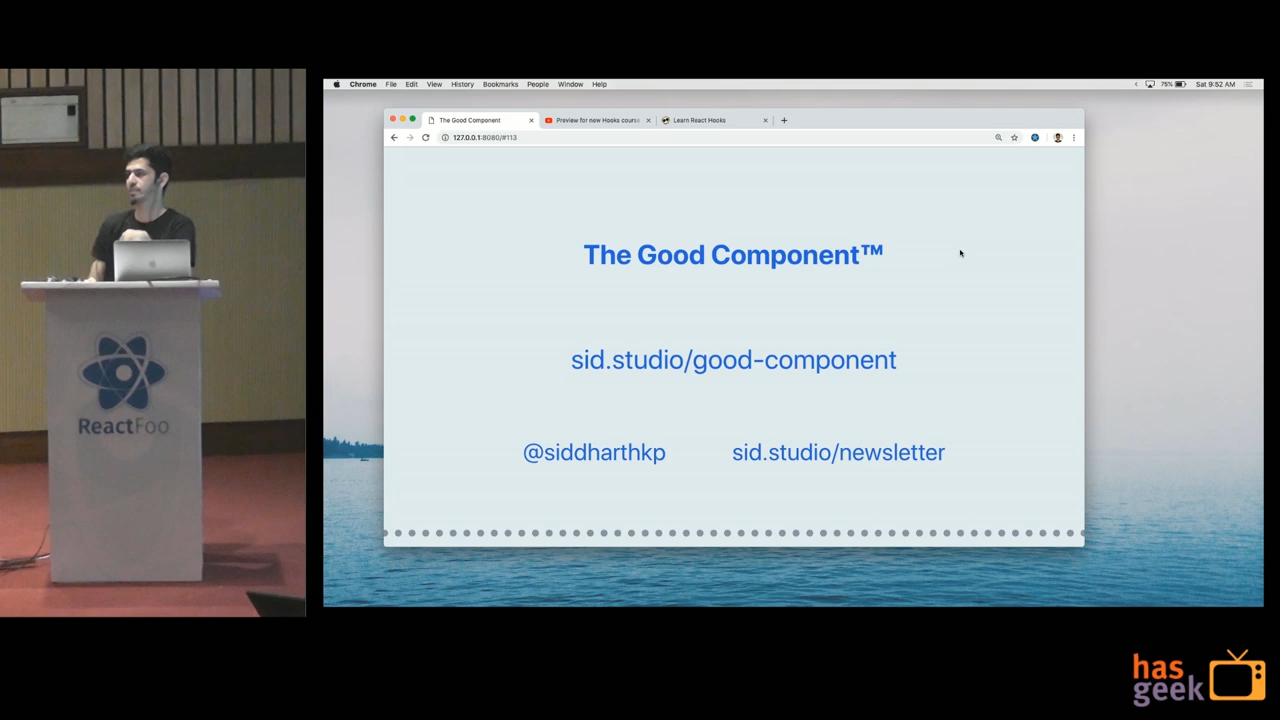 Chrome File Edit View History Bookmarks People Window Help 75% Sat 9:52 AM
The Good Component Preview for new Hooks course Learn React Hooks
127.0.0.1:8080/#113
The Good Component™
sid.studio/good-component
@siddharthkp sid.studio/newsletter
ReactFoo
has
geek